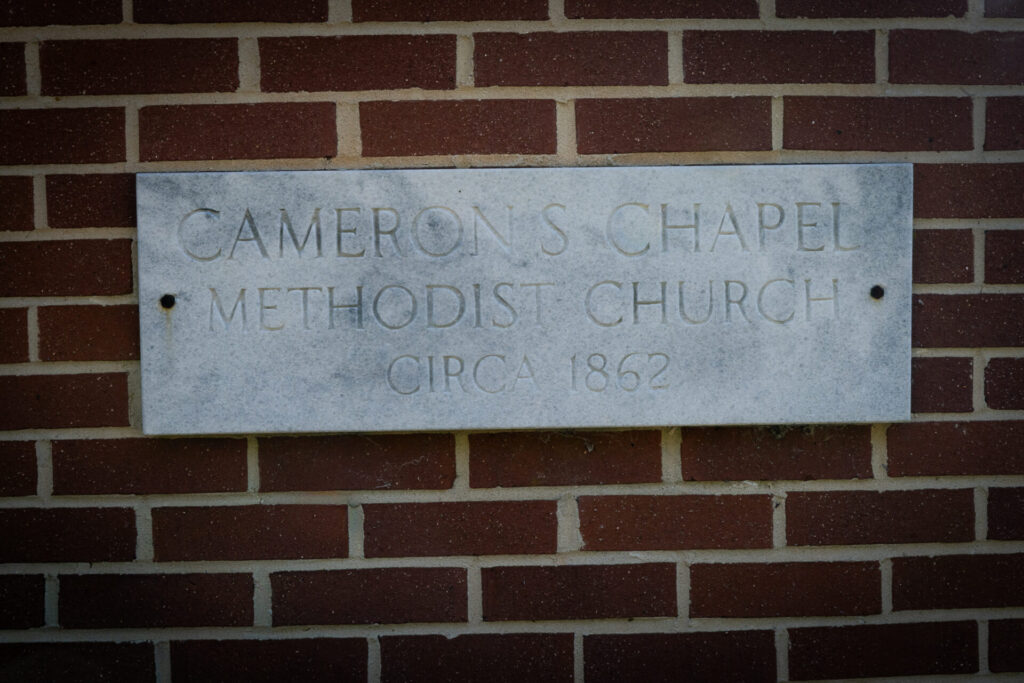 CAMERON S CHAPEL
METHODIST CHURCH
CIRCA 1862